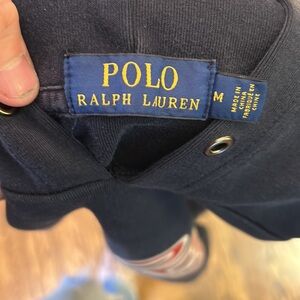 POLO
RALPH LAUREN
M
MADE IN
CHINA
FABRIQUÉ EN
CHINE